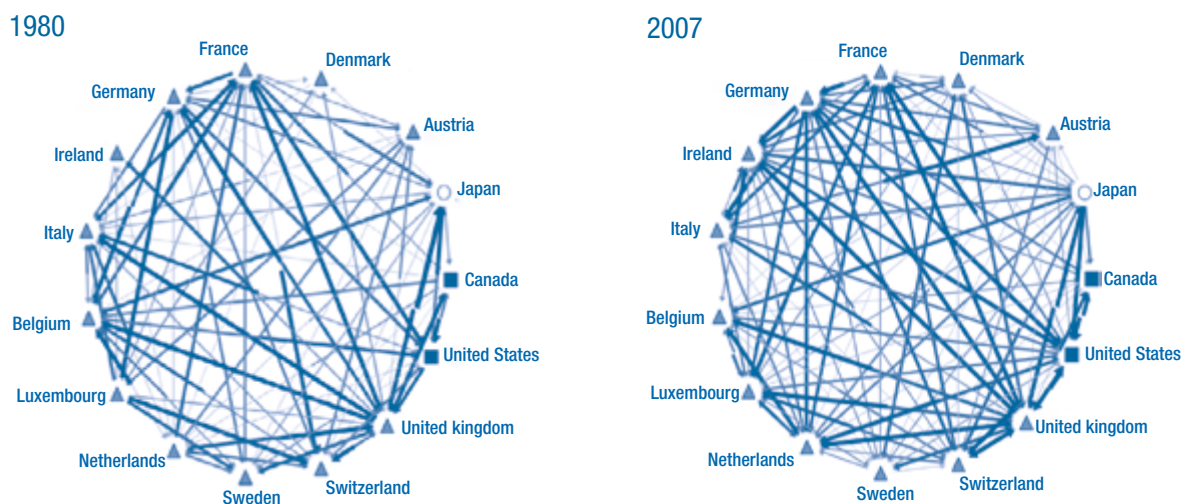 1980
France
Denmark
Germany
Austria
Ireland
Japan
Italy
Canada
Belgium
United States
Luxembourg
United kingdom
Netherlands
Switzerland
Sweden
2007
France
Denmark
Germany
Austria
Ireland
Japan
Italy
Canada
Belgium
United States
Luxembourg
United kingdom
Netherlands
Switzerland
Sweden